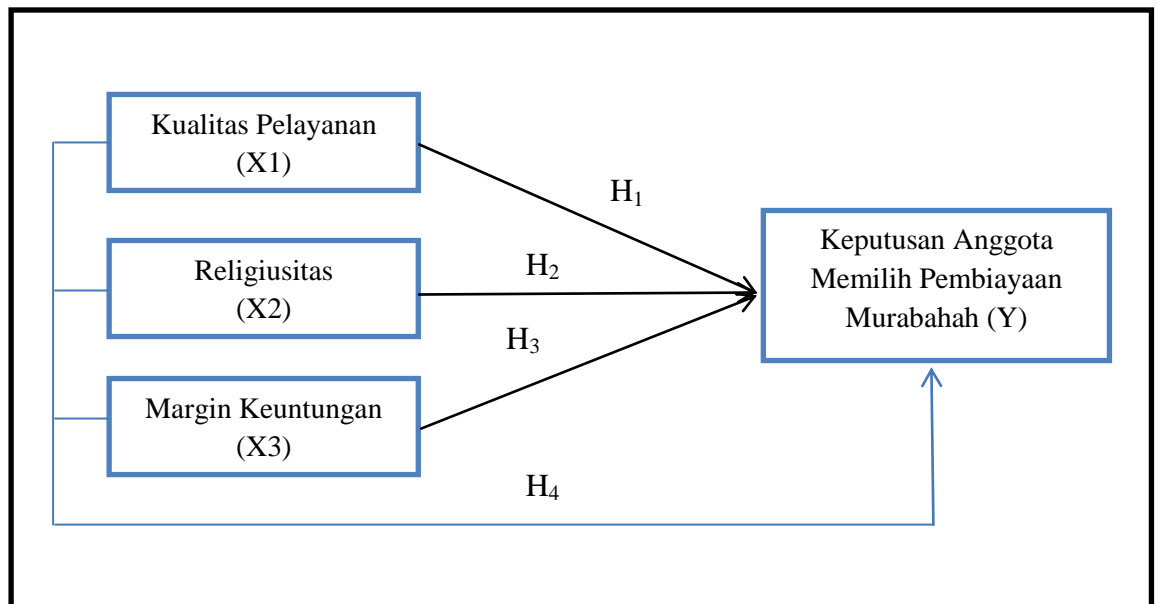 Kualitas Pelayanan
(X1)
H₁
Keputusan Anggota
Memilih Pembiayaan
Murabahah (Y)
Religiusitas
(X2)
H₂
H₃
Margin Keuntungan
(X3)
H₄